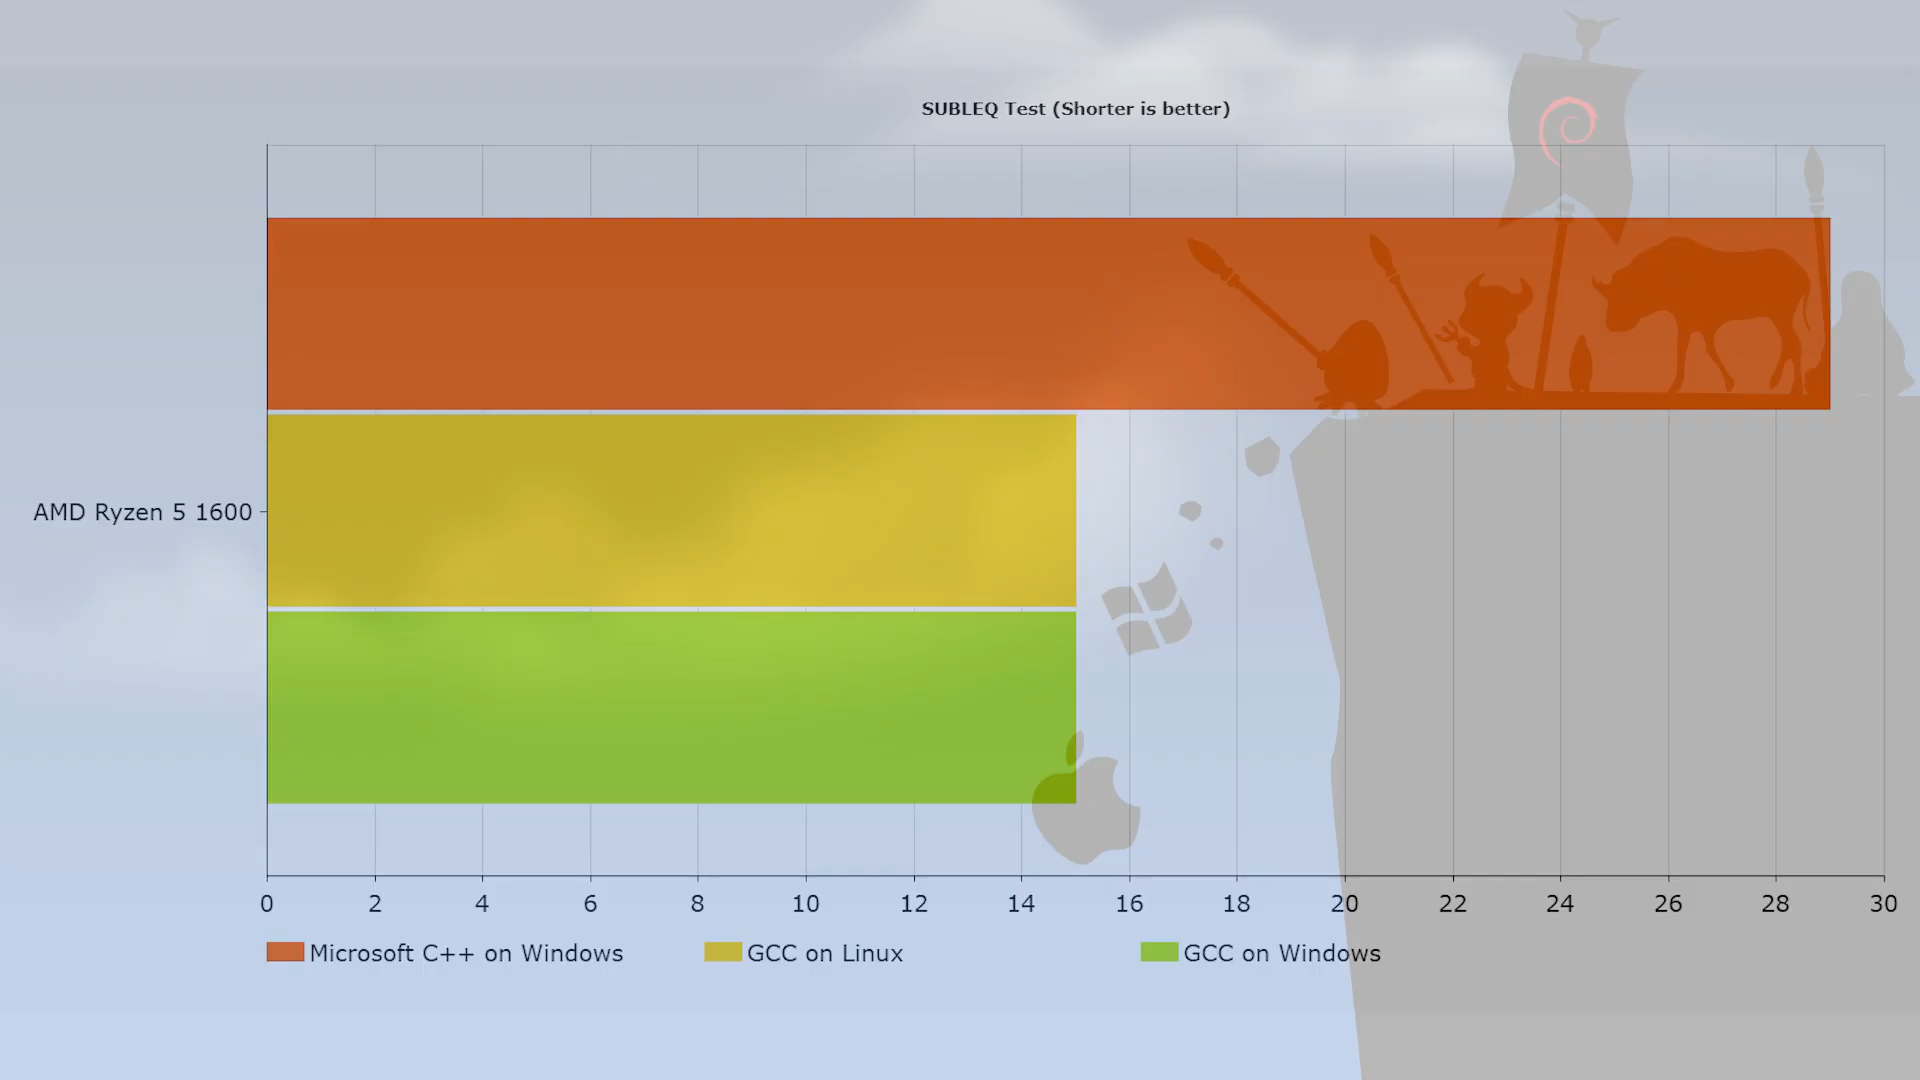 SUBLEQ Test (Shorter is better)
AMD Ryzen 5 1600
0 2 4 6 8 10 12 14 16 18 20 22 24 26 28 30
Microsoft C++ on Windows GCC on Linux GCC on Windows